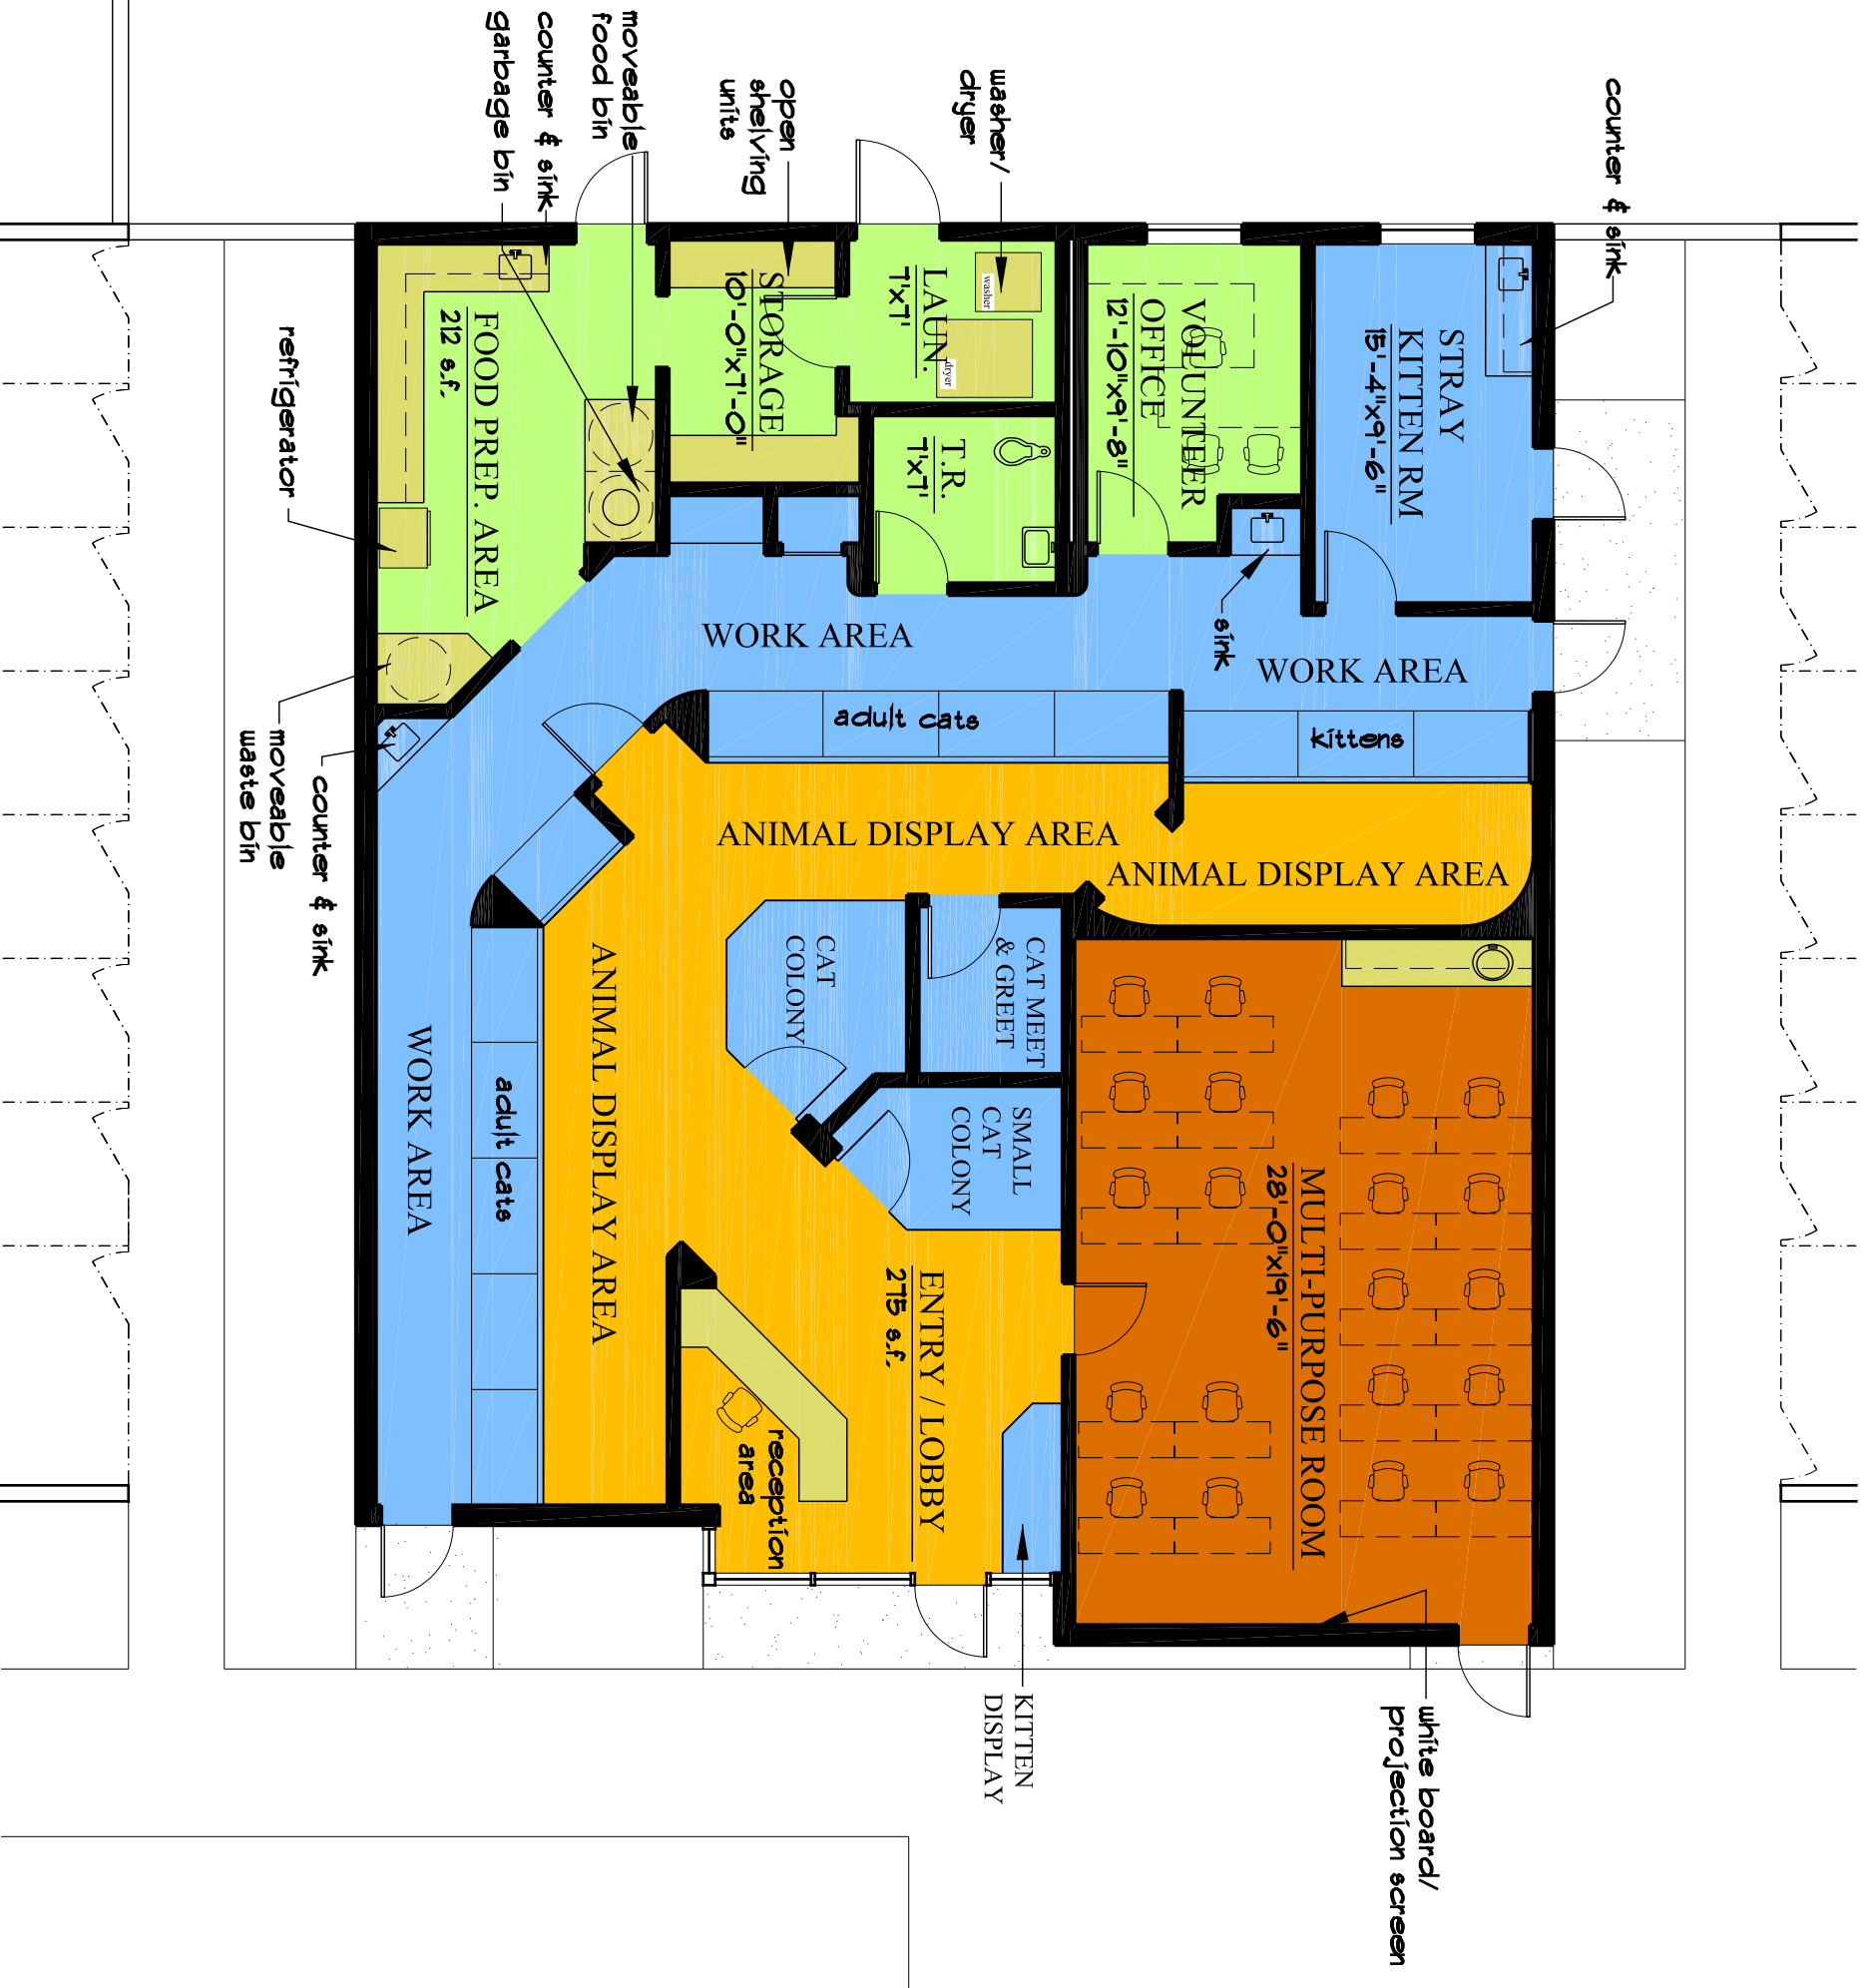 counter & sink
washer/
dryer
open
shelving
units
moveable
food bin
counter & sink
garbage bin
STRAY
KITTEN RM
15'-4"x9'-6"
VOLUNTEER
OFFICE
12'-10"x9'-8"
LAUN.
7'x7'
washer
dryer
STORAGE
10'-0"x7'-0"
T.R.
7'x7'
FOOD PREP. AREA
212 s.f.
refrigerator
sink
WORK AREA
WORK AREA
adult cats
kittens
moveable
waste bin
counter & sink
ANIMAL DISPLAY AREA
ANIMAL DISPLAY AREA
CAT MEET
& GREET
CAT
COLONY
SMALL
CAT
COLONY
ANIMAL DISPLAY AREA
WORK AREA
adult cats
MULTI-PURPOSE ROOM
28'-0"x19'-6"
ENTRY / LOBBY
275 s.f.
reception
area
KITTEN
DISPLAY
white board/
projection screen